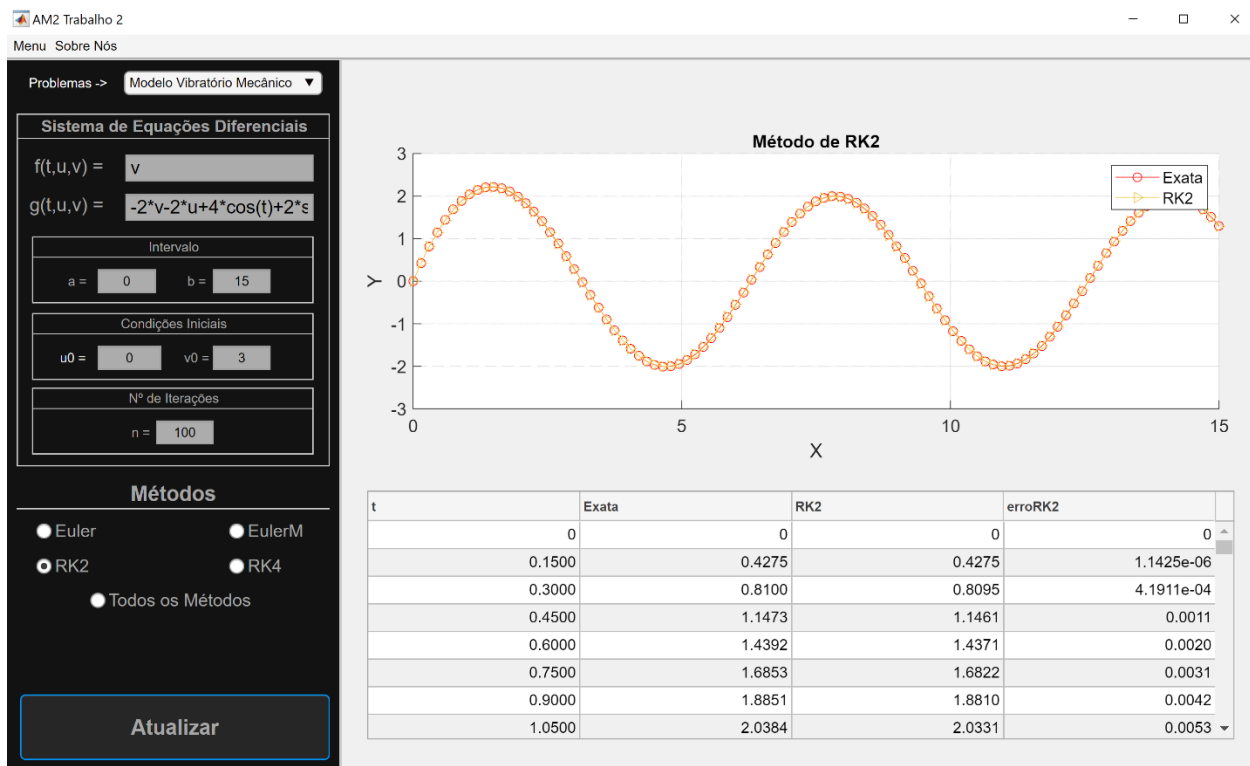 AM2 Trabalho 2
Menu Sobre Nós
Problemas -> Modelo Vibratório Mecânico
Sistema de Equações Diferenciais
f(t,u,v) = v
g(t,u,v) = -2*v-2*u+4*cos(t)+2*s
Intervalo
a = 0 b = 15
Condições Iniciais
u0 = 0 v0 = 3
Nº de Iterações
n = 100
Métodos
Euler EulerM
RK2 RK4
Todos os Métodos
Atualizar
Método de RK2
Exata
RK2
3
2
1
0
-1
-2
-3
Y
0 5 10 15
X
t Exata RK2 erroRK2
0 0 0 0
0.1500 0.4275 0.4275 1.1425e-06
0.3000 0.8100 0.8095 4.1911e-04
0.4500 1.1473 1.1461 0.0011
0.6000 1.4392 1.4371 0.0020
0.7500 1.6853 1.6822 0.0031
0.9000 1.8851 1.8810 0.0042
1.0500 2.0384 2.0331 0.0053